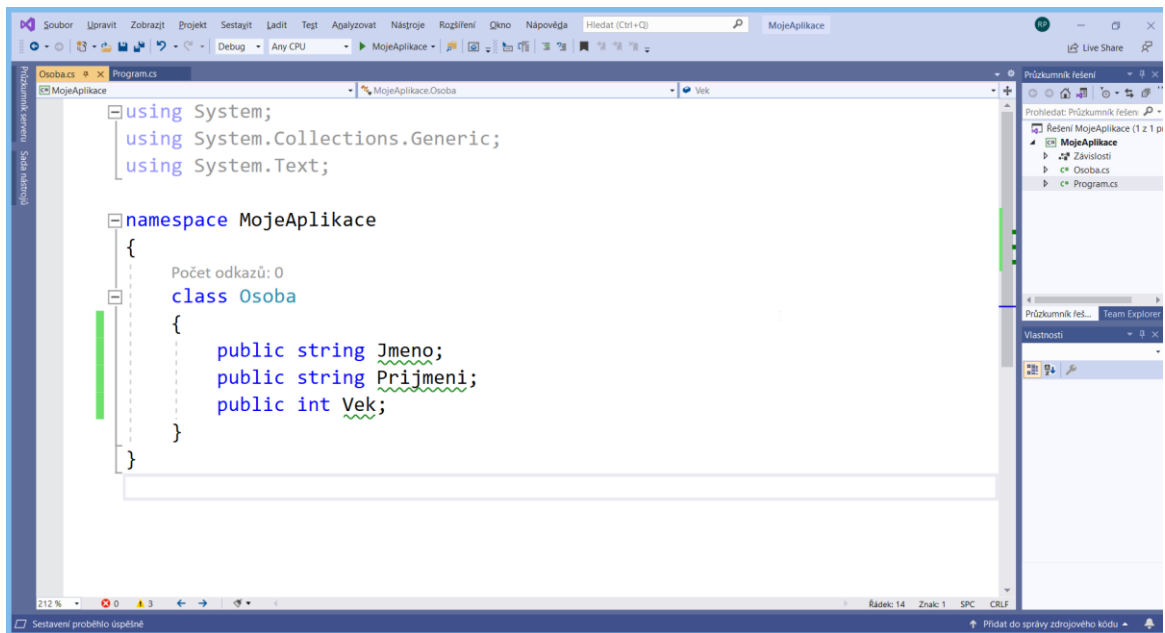 Soubor Upravit Zobrazit Projekt Sestavit Ladit Test Analyzovat Nástroje Rozšíření Okno Nápověda Hledat (Ctrl+Q) MojeAplikace RP
Debug Any CPU MojeAplikace Live Share
Průzkumník serveru
Sada nástrojů
Osoba.cs Program.cs
MojeAplikace MojeAplikace.Osoba Vek
using System;
using System.Collections.Generic;
using System.Text;
namespace MojeAplikace
{
Počet odkazů: 0
class Osoba
{
public string Jmeno;
public string Prijmeni;
public int Vek;
}
}
212 % 0 3 Řádek: 14 Znak: 1 SPC CRLF
Průzkumník řešení
Prohledat: Průzkumník řešen
Řešení MojeAplikace (1 z 1 pr
MojeAplikace
Závislosti
C# Osoba.cs
C# Program.cs
Průzkumník řeš... Team Explorer
Vlastnosti
Sestavení proběhlo úspěšně Přidat do správy zdrojového kódu